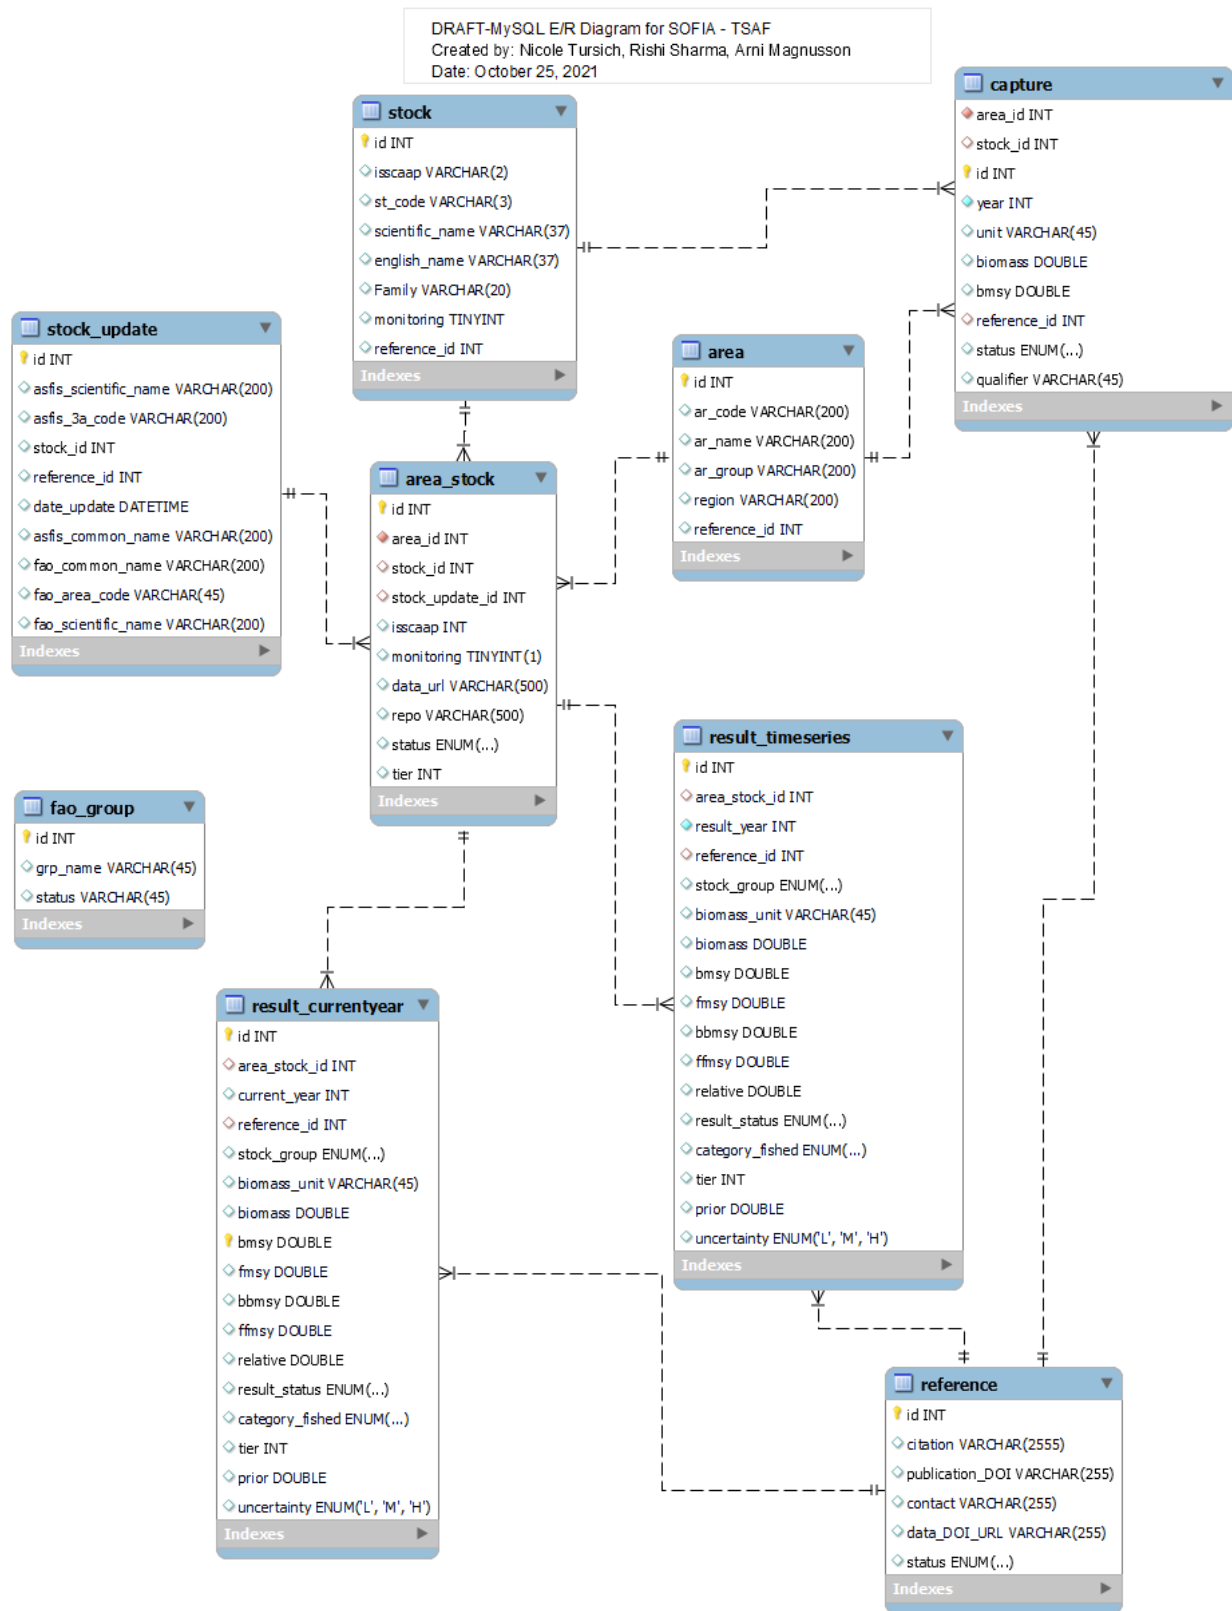 DRAFT-MySQL E/R Diagram for SOFIA - TSAF
Created by: Nicole Tursich, Rishi Sharma, Arni Magnusson
Date: October 25, 2021
stock
id INT
isscaap VARCHAR(2)
st_code VARCHAR(3)
scientific_name VARCHAR(37)
english_name VARCHAR(37)
Family VARCHAR(20)
monitoring TINYINT
reference_id INT
Indexes
capture
area_id INT
stock_id INT
id INT
year INT
unit VARCHAR(45)
biomass DOUBLE
bmsy DOUBLE
reference_id INT
status ENUM(...)
qualifier VARCHAR(45)
Indexes
stock_update
id INT
asfis_scientific_name VARCHAR(200)
asfis_3a_code VARCHAR(200)
stock_id INT
reference_id INT
date_update DATETIME
asfis_common_name VARCHAR(200)
fao_common_name VARCHAR(200)
fao_area_code VARCHAR(45)
fao_scientific_name VARCHAR(200)
Indexes
area
id INT
ar_code VARCHAR(200)
ar_name VARCHAR(200)
ar_group VARCHAR(200)
region VARCHAR(200)
reference_id INT
Indexes
area_stock
id INT
area_id INT
stock_id INT
stock_update_id INT
isscaap INT
monitoring TINYINT(1)
data_url VARCHAR(500)
repo VARCHAR(500)
status ENUM(...)
tier INT
Indexes
fao_group
id INT
grp_name VARCHAR(45)
status VARCHAR(45)
Indexes
result_timeseries
id INT
area_stock_id INT
result_year INT
reference_id INT
stock_group ENUM(...)
biomass_unit VARCHAR(45)
biomass DOUBLE
bmsy DOUBLE
fmsy DOUBLE
bbmsy DOUBLE
ffmsy DOUBLE
relative DOUBLE
result_status ENUM(...)
category_fished ENUM(...)
tier INT
prior DOUBLE
uncertainty ENUM('L', 'M', 'H')
Indexes
result_currentyear
id INT
area_stock_id INT
current_year INT
reference_id INT
stock_group ENUM(...)
biomass_unit VARCHAR(45)
biomass DOUBLE
bmsy DOUBLE
fmsy DOUBLE
bbmsy DOUBLE
ffmsy DOUBLE
relative DOUBLE
result_status ENUM(...)
category_fished ENUM(...)
tier INT
prior DOUBLE
uncertainty ENUM('L', 'M', 'H')
Indexes
reference
id INT
citation VARCHAR(2555)
publication_DOI VARCHAR(255)
contact VARCHAR(255)
data_DOI_URL VARCHAR(255)
status ENUM(...)
Indexes